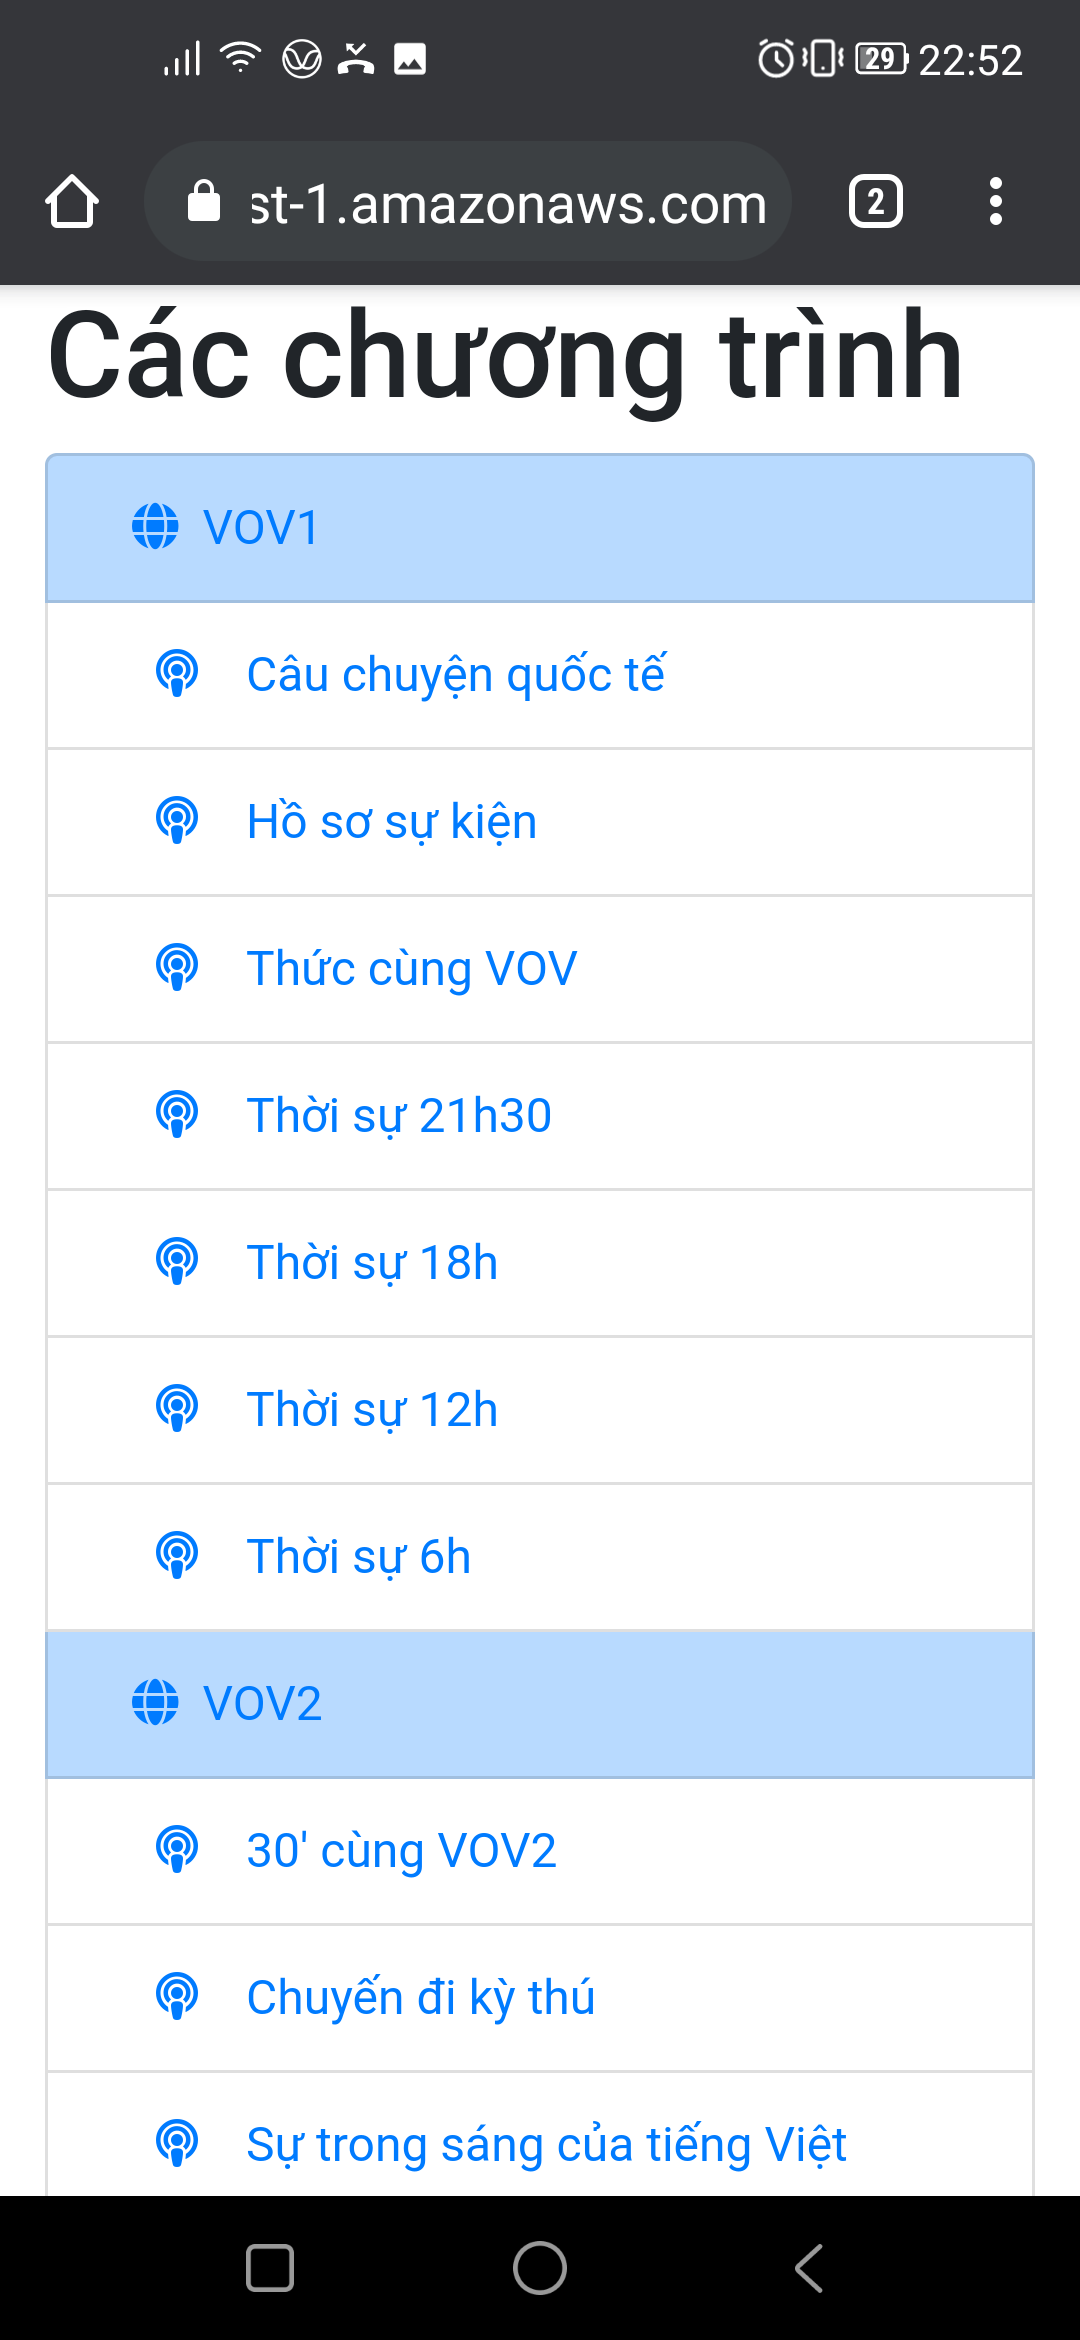 29 22:52
st-1.amazonaws.com 2
Các chương trình
VOV1
Câu chuyện quốc tế
Hồ sơ sự kiện
Thức cùng VOV
Thời sự 21h30
Thời sự 18h
Thời sự 12h
Thời sự 6h
VOV2
30' cùng VOV2
Chuyến đi kỳ thú
Sự trong sáng của tiếng Việt